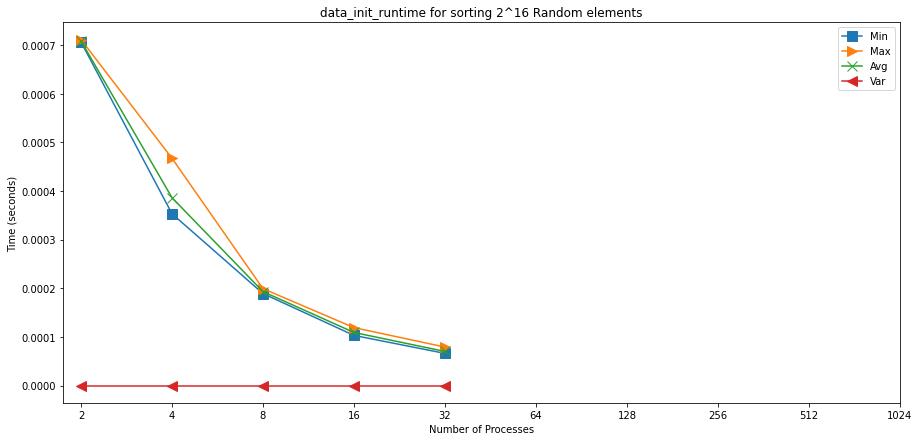 data_init_runtime for sorting 2^16 Random elements
Min
Max
Avg
Var
Time (seconds)
0.0007
0.0006
0.0005
0.0004
0.0003
0.0002
0.0001
0.0000
2 4 8 16 32 64 128 256 512 1024
Number of Processes